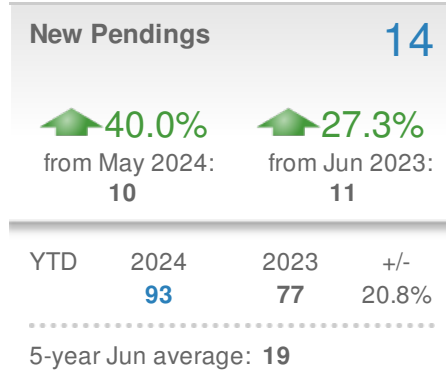 New Pendings 14
40.0% 27.3%
from May 2024: from Jun 2023:
10 11
YTD 2024 2023 +/-
93 77 20.8%
5-year Jun average: 19